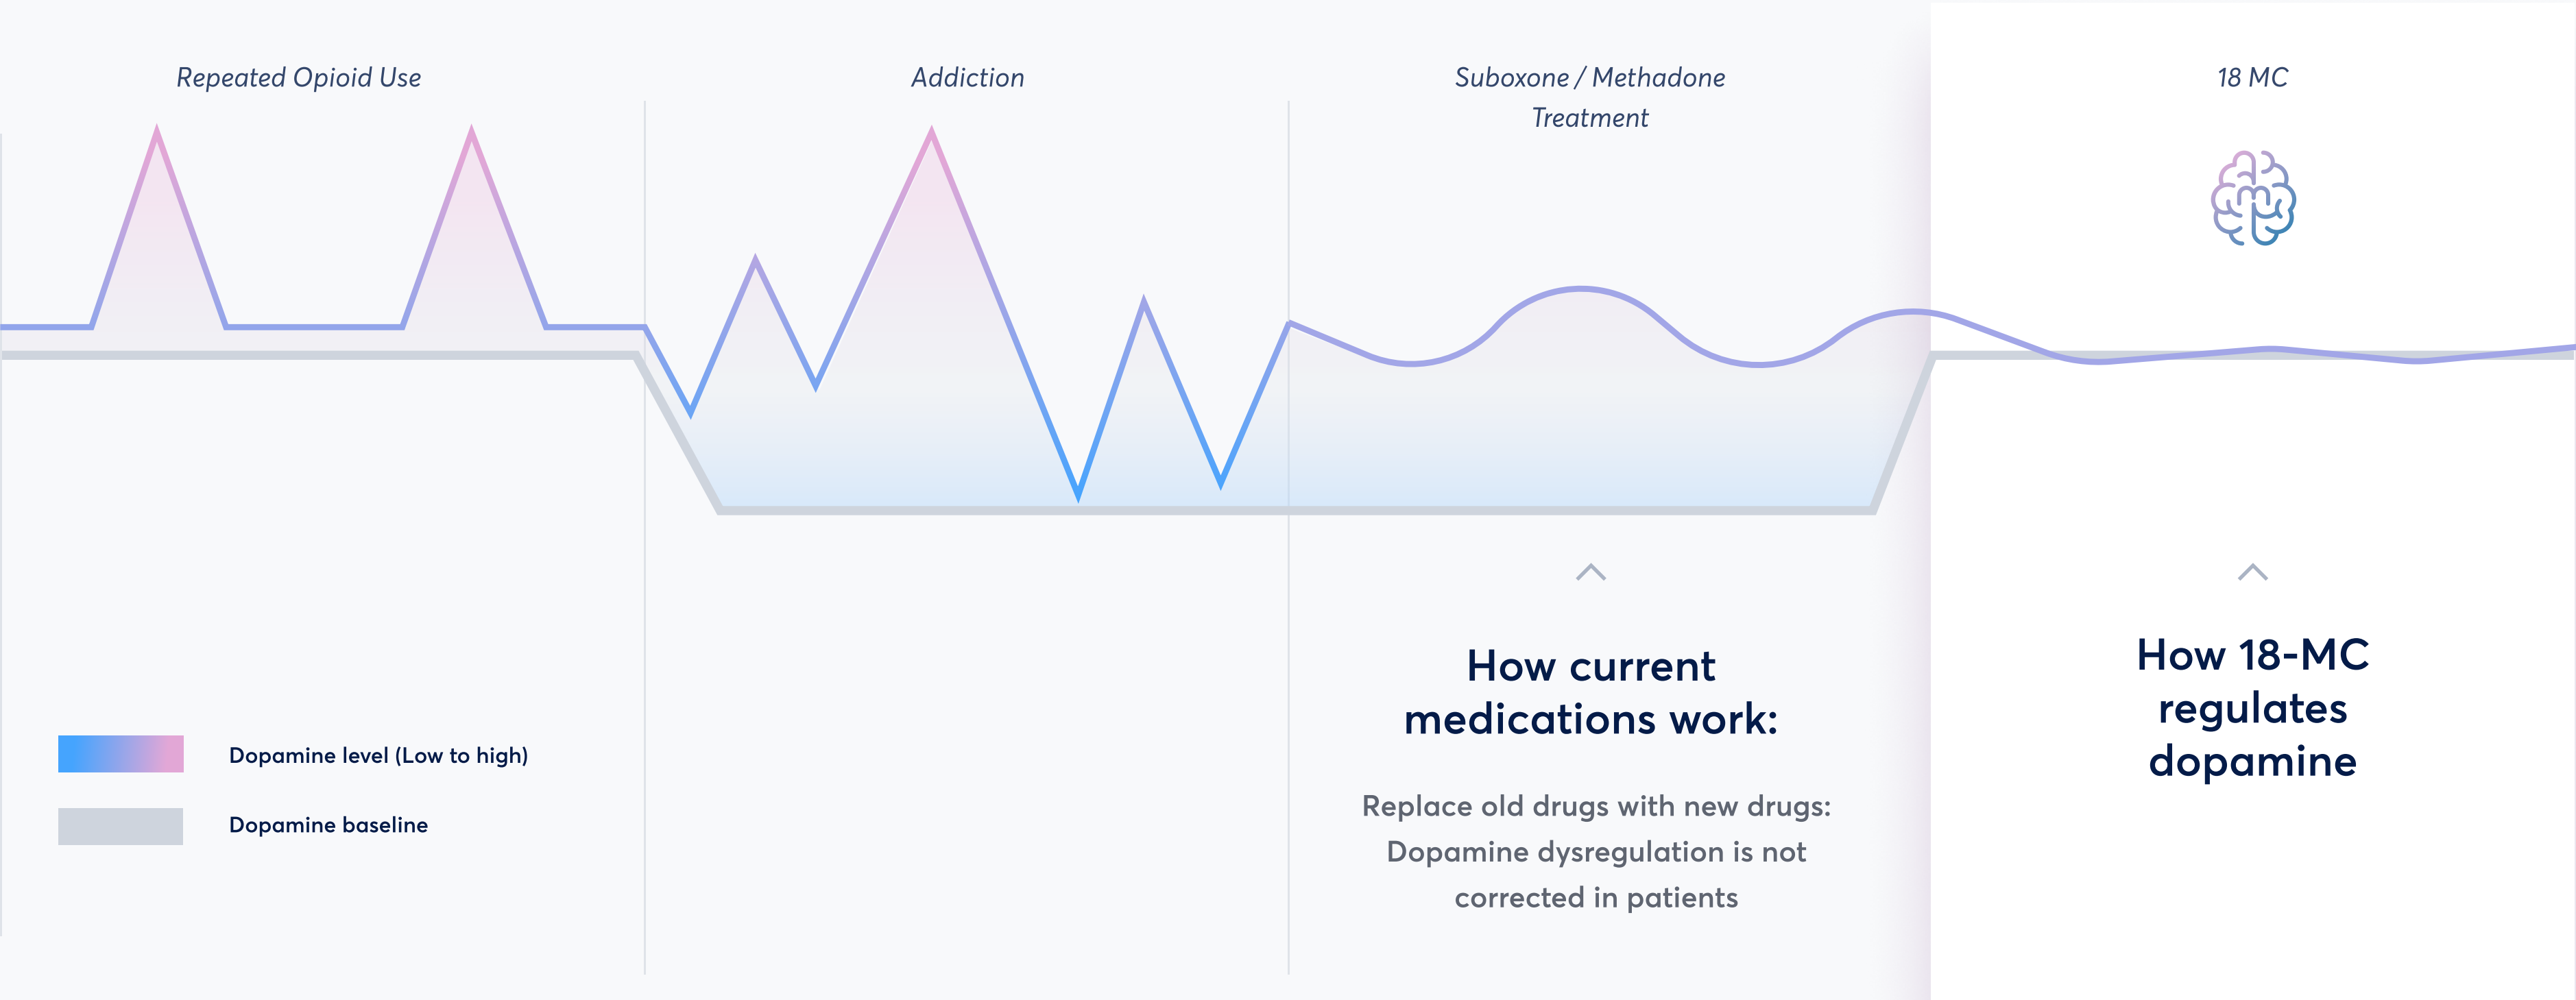 Repeated Opioid Use
Addiction
Suboxone / Methadone
Treatment
18 MC
How current
medications work:
Replace old drugs with new drugs:
Dopamine dysregulation is not
corrected in patients
How 18-MC
regulates
dopamine
Dopamine level (Low to high)
Dopamine baseline